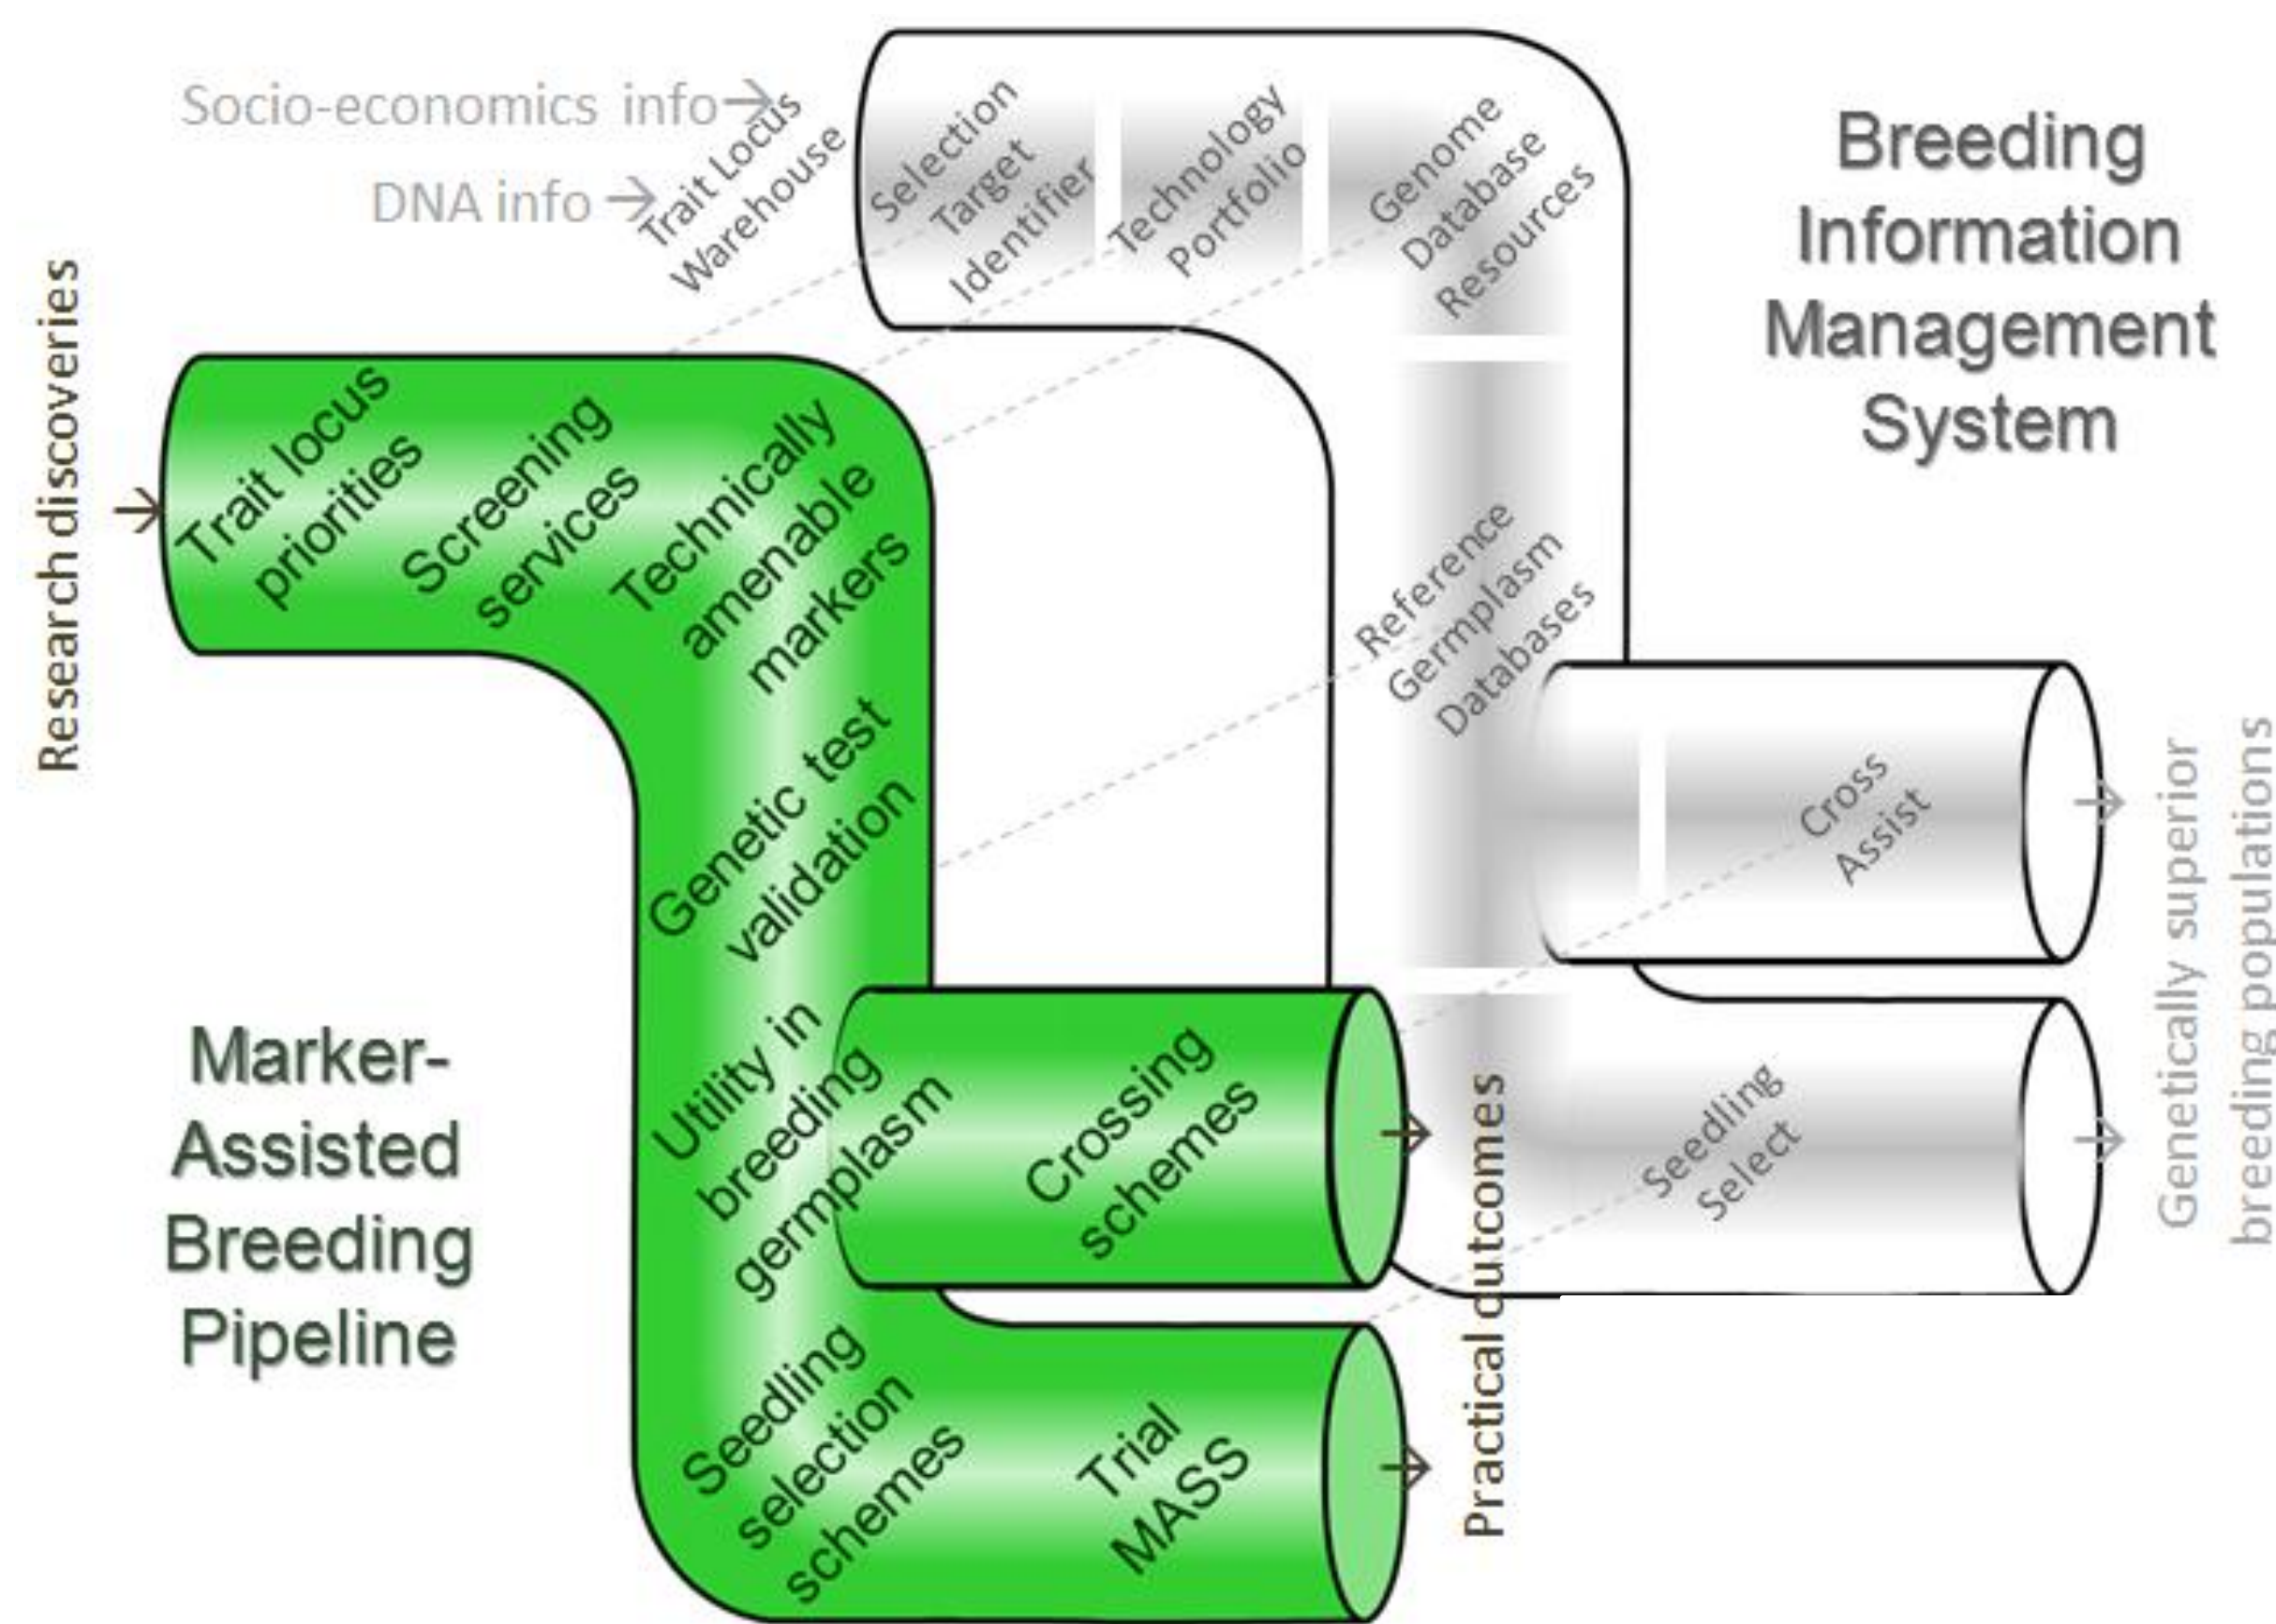 Socio-economics info
DNA info
Trait Locus
Warehouse
Selection
Target
Identifier
Technology
Portfolio
Genome
Database
Resources
Breeding
Information
Management
System
Research discoveries
Trait locus
priorities
Screening
services
Technically
amenable
markers
Reference
Germplasm
Databases
Genetic test
validation
Cross
Assist
Genetically superior
breeding populations
Marker-
Assisted
Breeding
Pipeline
Utility in
breeding
germplasm
Crossing
schemes
Practical outcomes
Seedling
Select
Seedling
selection
schemes
Trial
MASS